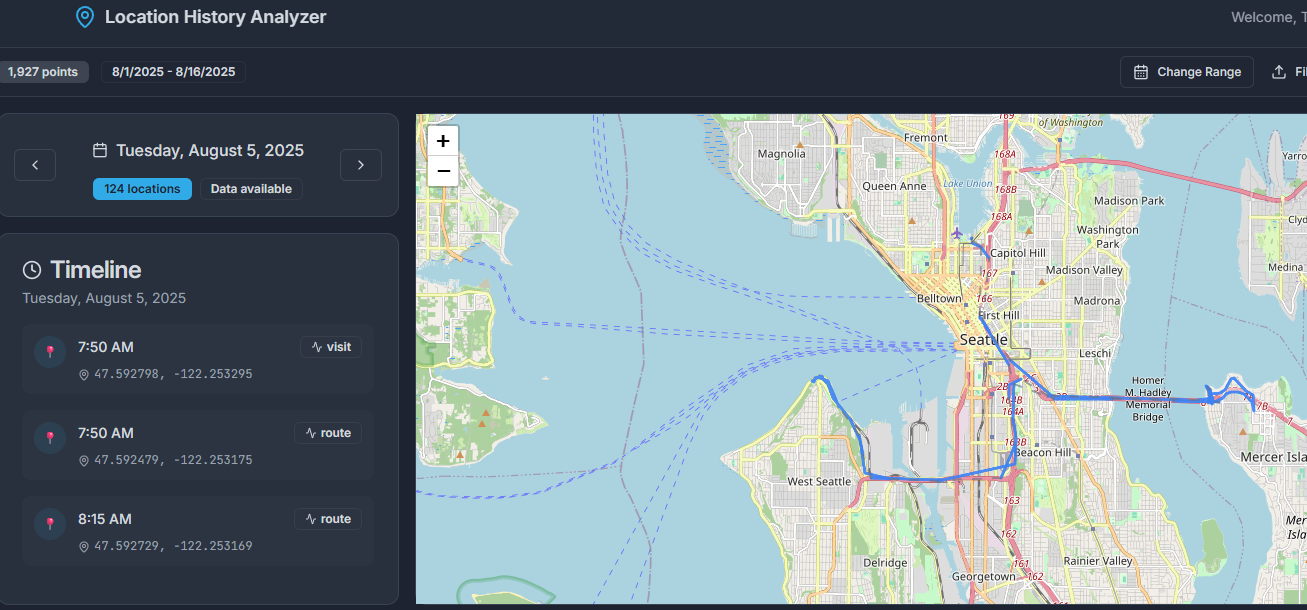 Location History Analyzer
Welcome, T
1,927 points
8/1/2025 - 8/16/2025
Change Range
Fil
Tuesday, August 5, 2025
124 locations
Data available
Timeline
Tuesday, August 5, 2025
7:50 AM
visit
47.592798, -122.253295
7:50 AM
route
47.592479, -122.253175
8:15 AM
route
47.592729, -122.253169
+
−
169
of Washington
Fremont
Magnolia
168A
Yarro
Queen Anne
Lake Union
168B
Madison Park
168A
Clyd
Washington
Park
Capitol Hill
Medina
167
Madison Valley
Belltown
166
Madrona
First Hill
Seattle
Leschi
Homer
M. Hadley
Memorial
Bridge
2B
164A
7B
163B
Beacon Hill
Mercer Isla
West Seattle
163
Mer
Isla
162
Delridge
161
Rainier Valley
Georgetown
162